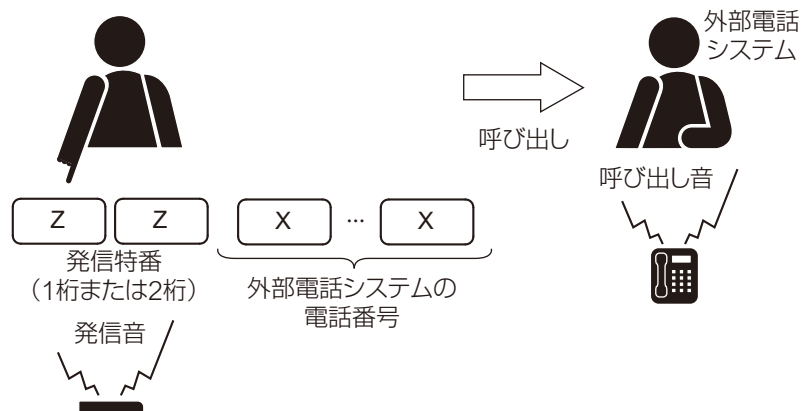 外部電話
システム
呼び出し
呼び出し音
Z Z X … X
発信特番
（1桁または2桁）
外部電話システムの
電話番号
発信音